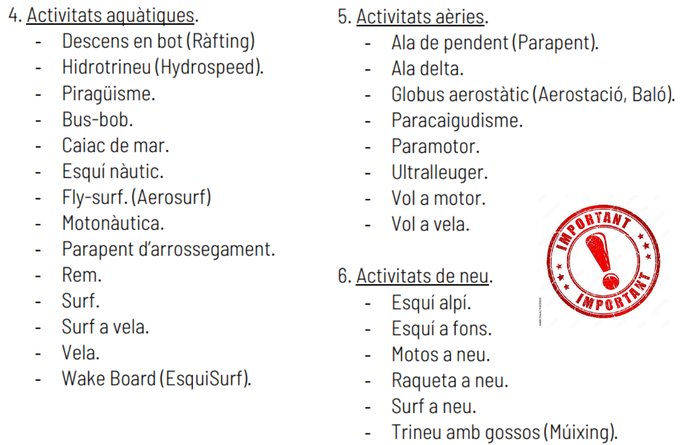 4. Activitats aquàtiques.
- Descens en bot (Ràfting)
- Hidrotrineu (Hydrospeed).
- Piragüisme.
- Bus-bob.
- Caiac de mar.
- Esquí nàutic.
- Fly-surf. (Aerosurf)
- Motonàutica.
- Parapent d'arrossegament.
- Rem.
- Surf.
- Surf a vela.
- Vela.
- Wake Board (EsquiSurf).
5. Activitats aèries.
- Ala de pendent (Parapent).
- Ala delta.
- Globus aerostàtic (Aerostació, Baló).
- Paracaigudisme.
- Paramotor.
- Ultralleuger.
- Vol a motor.
- Vol a vela.
IMPORTANT
IMPORTANT
6. Activitats de neu.
- Esquí alpí.
- Esquí a fons.
- Motos a neu.
- Raqueta a neu.
- Surf a neu.
- Trineu amb gossos (Múixing).